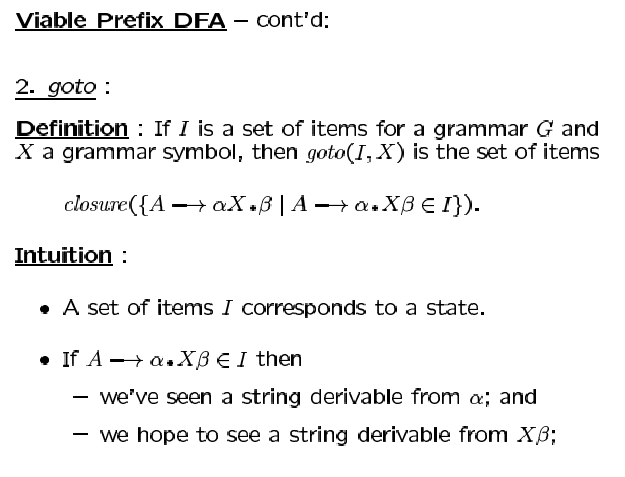 Viable Prefix DFA – cont'd:
2. goto :
Definition : If I is a set of items for a grammar G and
X a grammar symbol, then goto(I, X) is the set of items
closure({A ⟶ αX • β | A ⟶ α • Xβ ∈ I}).
Intuition :
• A set of items I corresponds to a state.
• If A ⟶ α • Xβ ∈ I then
– we've seen a string derivable from α; and
– we hope to see a string derivable from Xβ;